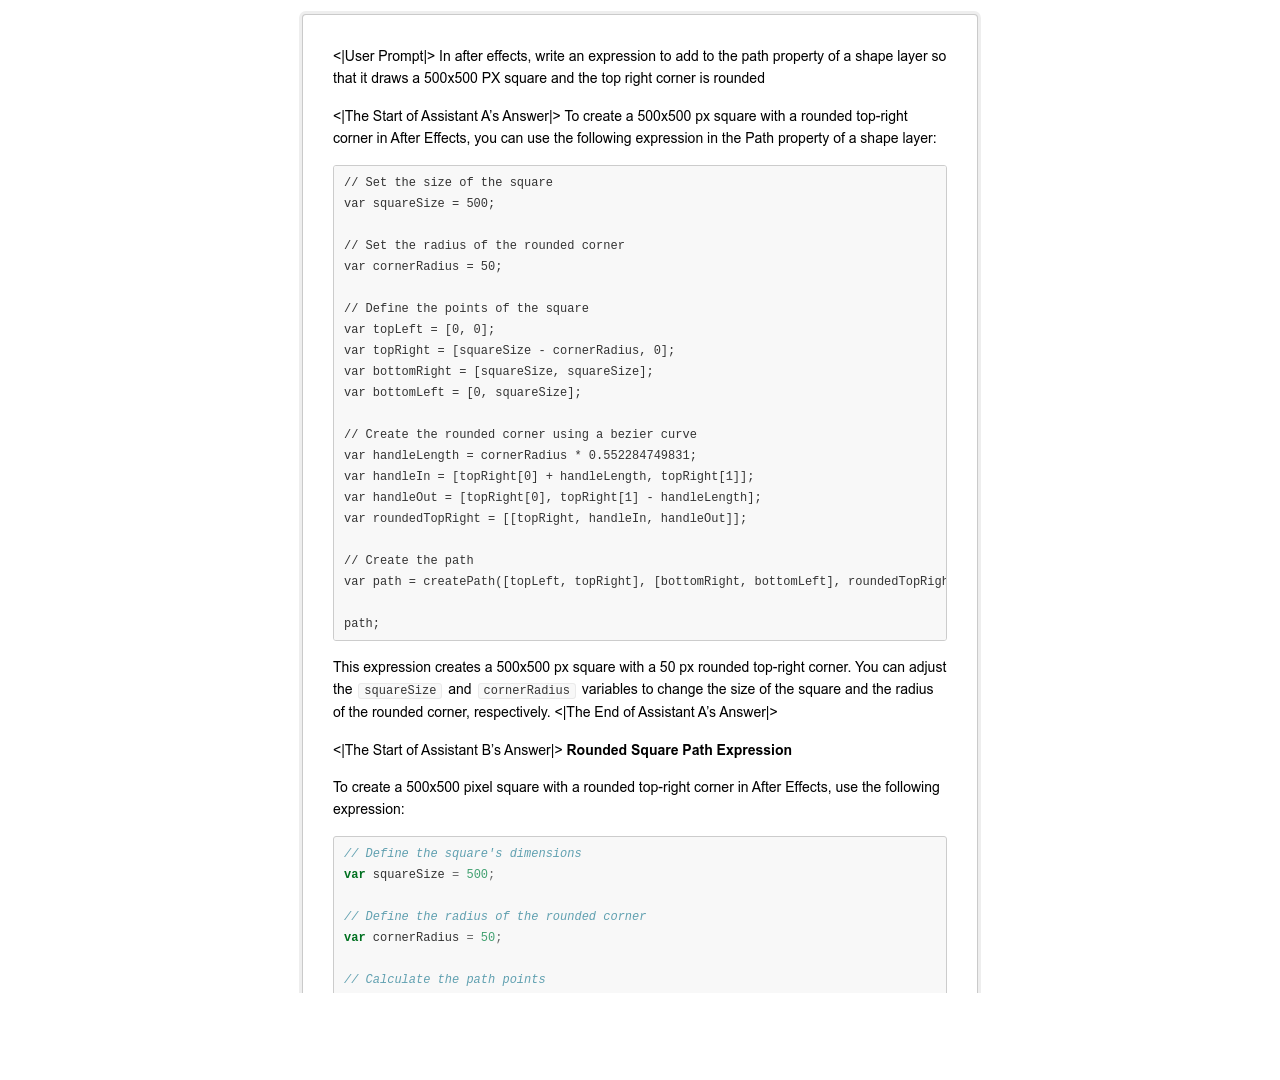 <|User Prompt|> In after effects, write an expression to add to the path property of a shape layer so
that it draws a 500x500 PX square and the top right corner is rounded
<|The Start of Assistant A’s Answer|> To create a 500x500 px square with a rounded top-right
corner in After Effects, you can use the following expression in the Path property of a shape layer:
// Set the size of the square
var squareSize = 500;
// Set the radius of the rounded corner
var cornerRadius = 50;
// Define the points of the square
var topLeft = [0, 0];
var topRight = [squareSize - cornerRadius, 0];
var bottomRight = [squareSize, squareSize];
var bottomLeft = [0, squareSize];
// Create the rounded corner using a bezier curve
var handleLength = cornerRadius * 0.552284749831;
var handleIn = [topRight[0] + handleLength, topRight[1]];
var handleOut = [topRight[0], topRight[1] - handleLength];
var roundedTopRight = [[topRight, handleIn, handleOut]];
// Create the path
var path = createPath([topLeft, topRight], [bottomRight, bottomLeft], roundedTopRigh
path;
This expression creates a 500x500 px square with a 50 px rounded top-right corner. You can adjust
the squareSize and cornerRadius variables to change the size of the square and the radius
of the rounded corner, respectively. <|The End of Assistant A’s Answer|>
<|The Start of Assistant B’s Answer|> Rounded Square Path Expression
To create a 500x500 pixel square with a rounded top-right corner in After Effects, use the following
expression:
// Define the square's dimensions
var squareSize = 500;
// Define the radius of the rounded corner
var cornerRadius = 50;
// Calculate the path points